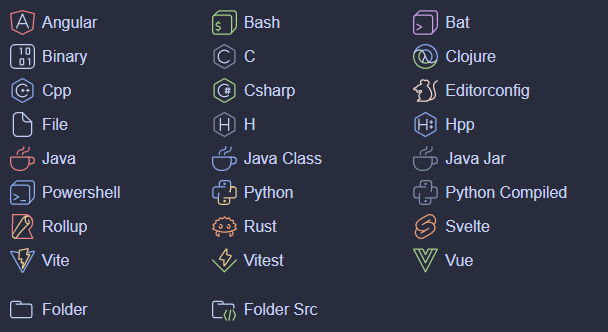 Angular Bash Bat
Binary C Clojure
Cpp Csharp Editorconfig
File H Hpp
Java Java Class Java Jar
Powershell Python Python Compiled
Rollup Rust Svelte
Vite Vitest Vue
Folder Folder Src